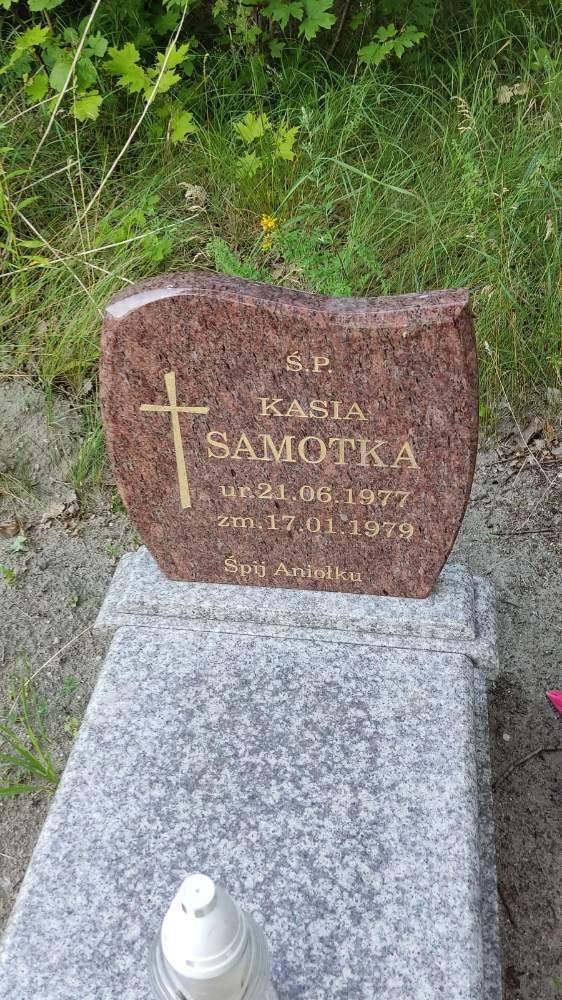 Ś.P.
KASIA
SAMOTKA
ur.21.06.1977
zm.17.01.1979
Śpij Aniołku